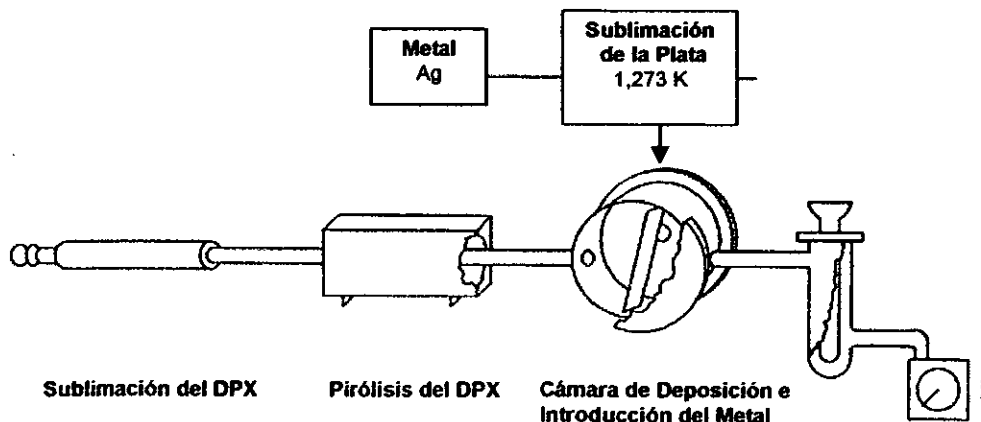 Metal
Ag
Sublimación
de la Plata
1,273 K
Sublimación del DPX
Pirólisis del DPX
Cámara de Deposición e
Introducción del Metal